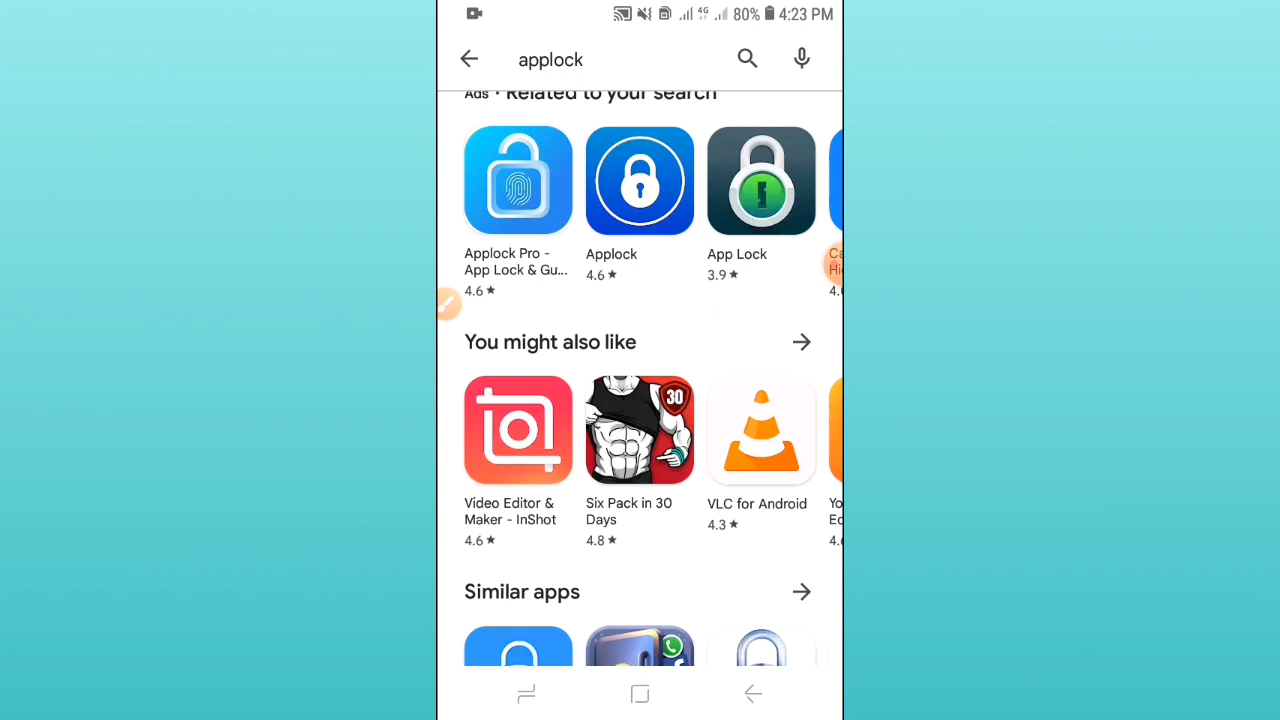 4G 80% 4:23 PM
applock
Ads • Related to your search
Applock Pro -
App Lock & Gu...
4.6 ★
Applock
4.6 ★
App Lock
3.9 ★
Ca
Hi
4.
You might also like
30
Video Editor &
Maker - InShot
4.6 ★
Six Pack in 30
Days
4.8 ★
VLC for Android
4.3 ★
Yo
Ed
4.
Similar apps